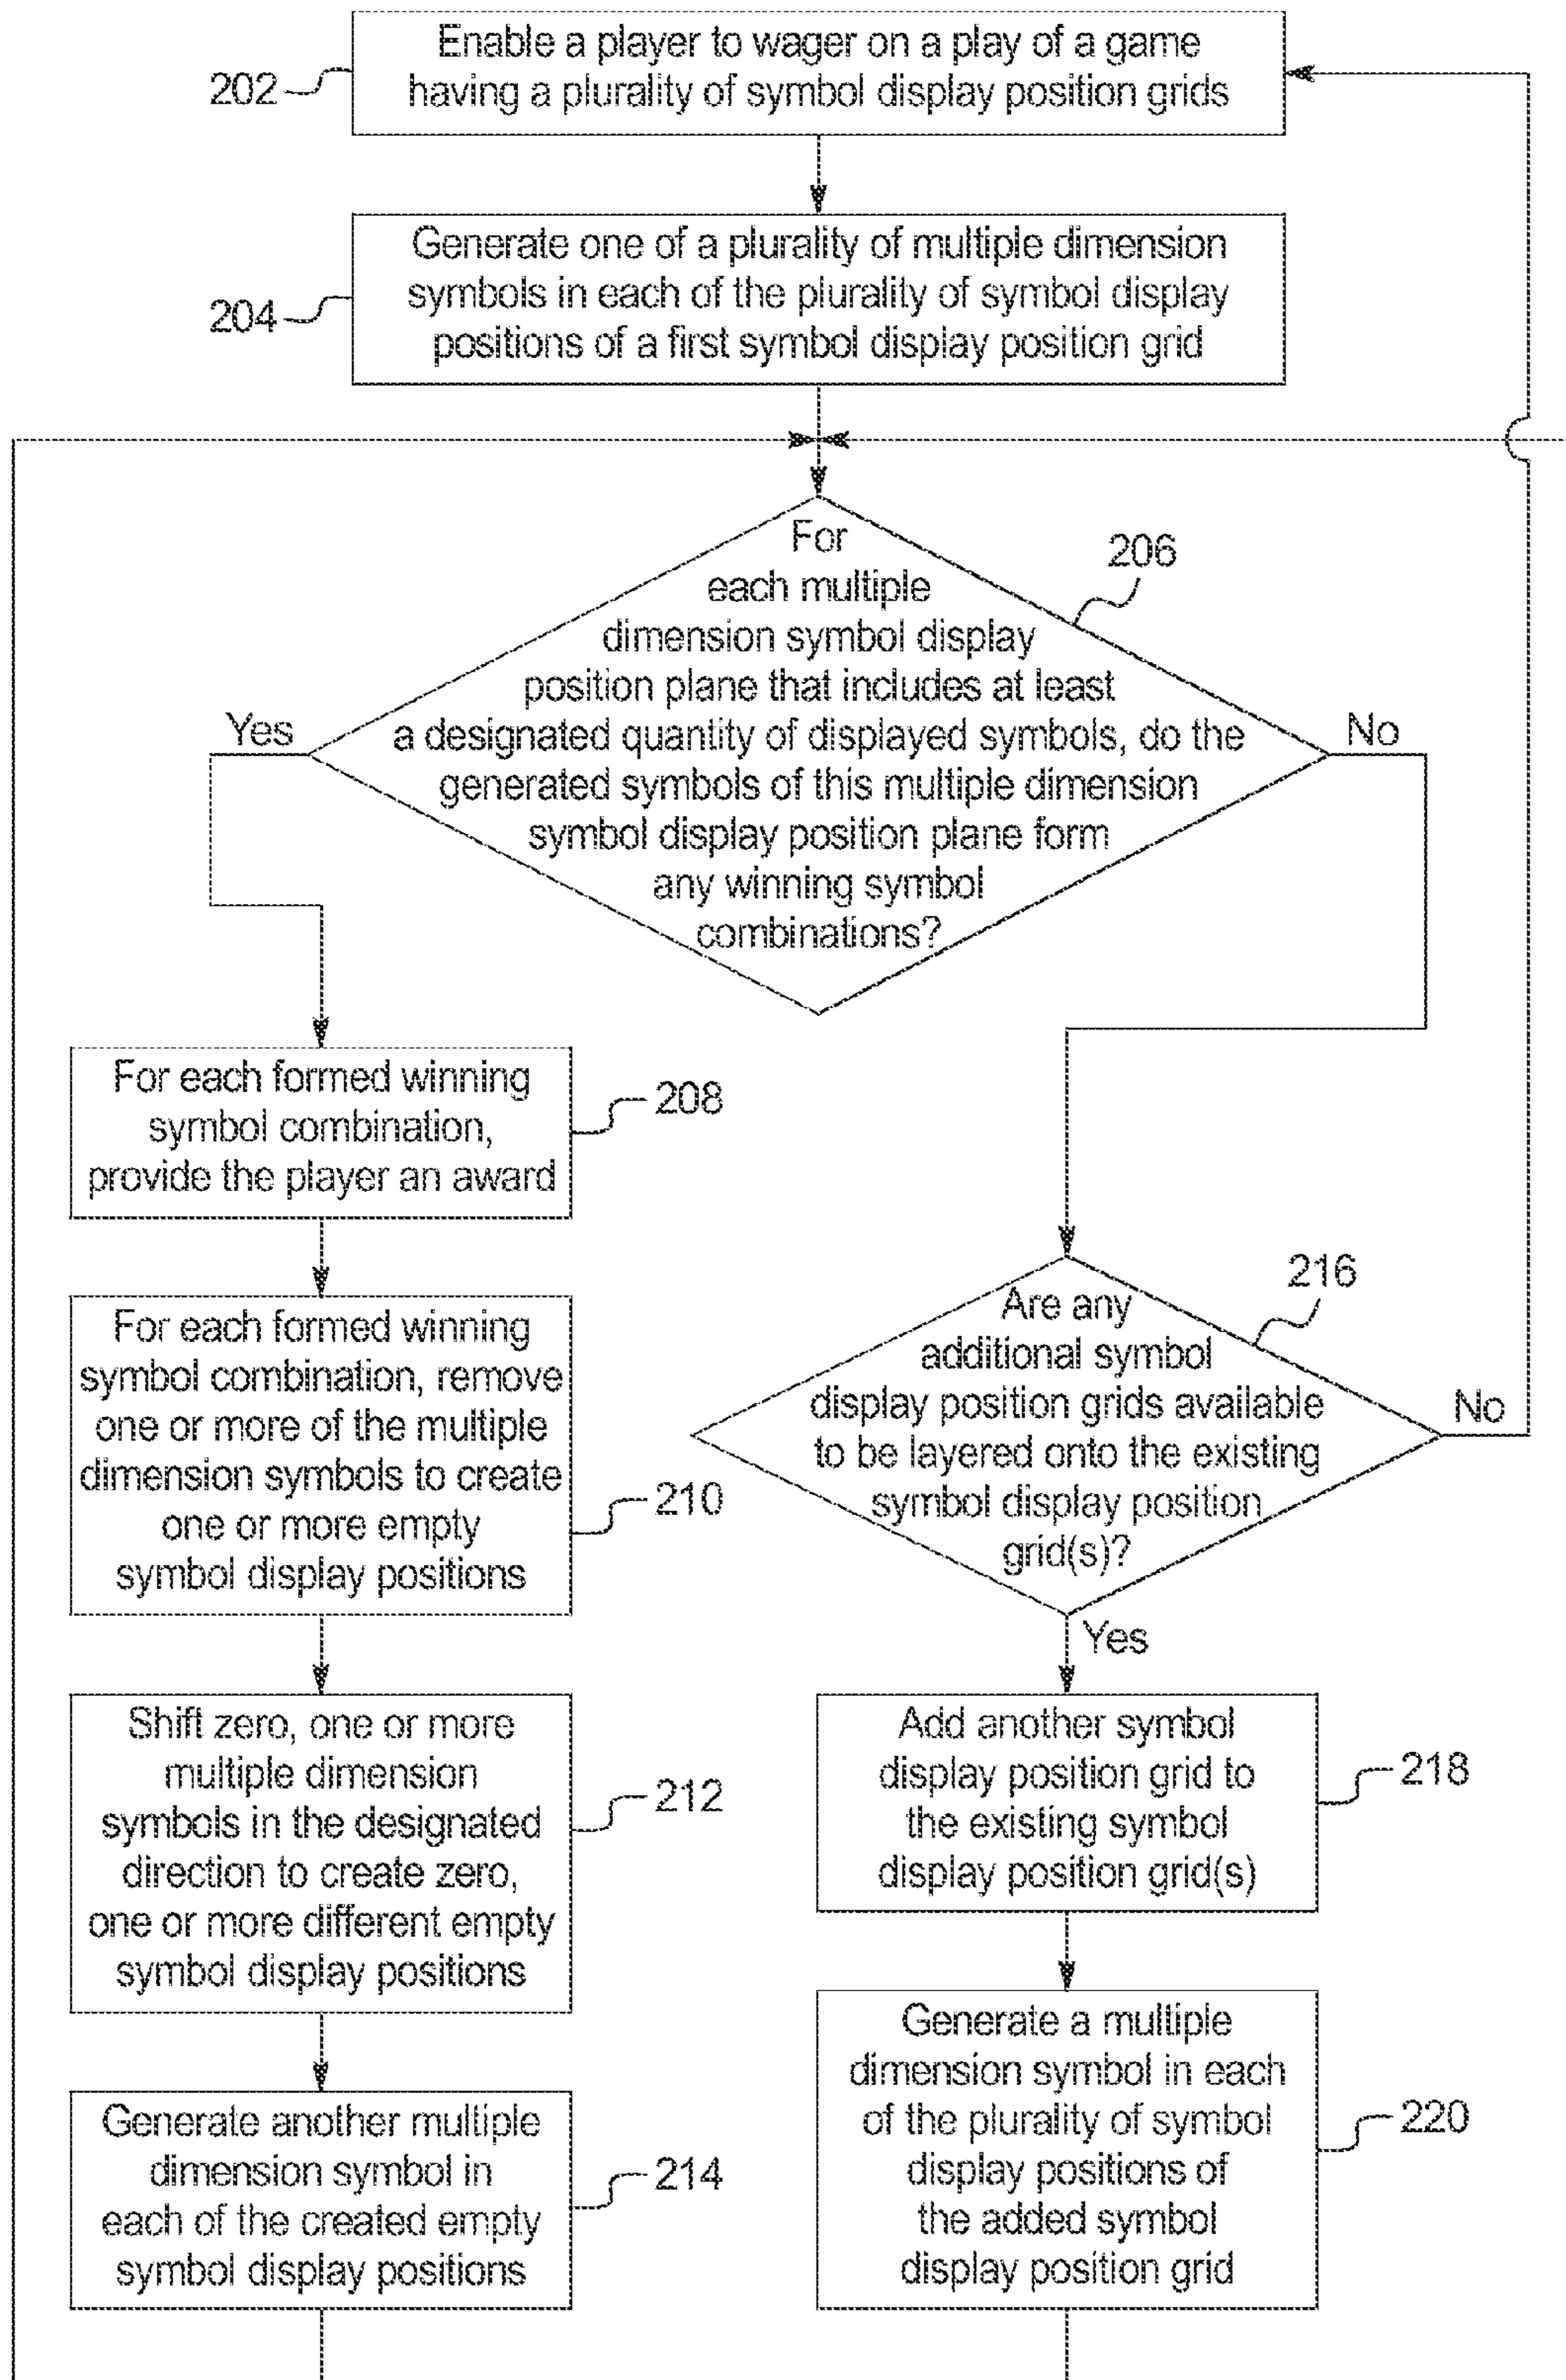 Enable a player to wager on a play of a game
having a plurality of symbol display position grids
202
Generate one of a plurality of multiple dimension
symbols in each of the plurality of symbol display
positions of a first symbol display position grid
204
For
each multiple
dimension symbol display
position plane that includes at least
a designated quantity of displayed symbols, do the
generated symbols of this multiple dimension
symbol display position plane form
any winning symbol
combinations?
206
Yes
No
For each formed winning
symbol combination,
provide the player an award
208
For each formed winning
symbol combination, remove
one or more of the multiple
dimension symbols to create
one or more empty
symbol display positions
210
Shift zero, one or more
multiple dimension
symbols in the designated
direction to create zero,
one or more different empty
symbol display positions
212
Generate another multiple
dimension symbol in
each of the created empty
symbol display positions
214
Are any
additional symbol
display position grids available
to be layered onto the existing
symbol display position
grid(s)?
216
No
Yes
Add another symbol
display position grid to
the existing symbol
display position grid(s)
218
Generate a multiple
dimension symbol in each
of the plurality of symbol
display positions of
the added symbol
display position grid
220